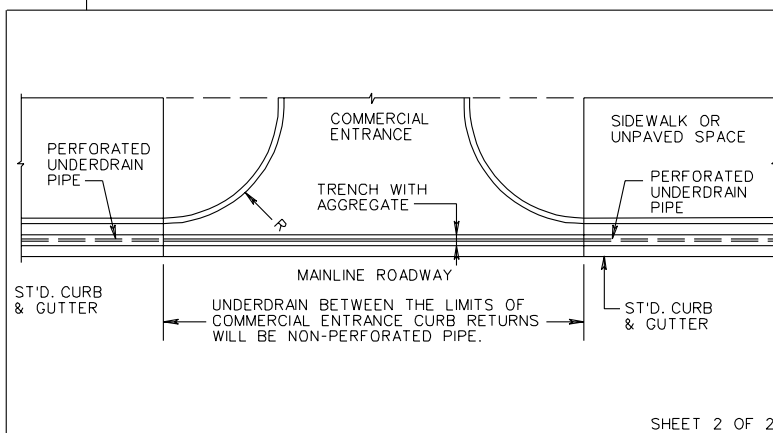 COMMERCIAL
ENTRANCE
SIDEWALK OR
UNPAVED SPACE
PERFORATED
UNDERDRAIN
PIPE
TRENCH WITH
AGGREGATE
PERFORATED
UNDERDRAIN
PIPE
R
MAINLINE ROADWAY
ST'D. CURB
& GUTTER
UNDERDRAIN BETWEEN THE LIMITS OF
COMMERCIAL ENTRANCE CURB RETURNS
WILL BE NON-PERFORATED PIPE.
ST'D. CURB
& GUTTER
SHEET 2 OF 2